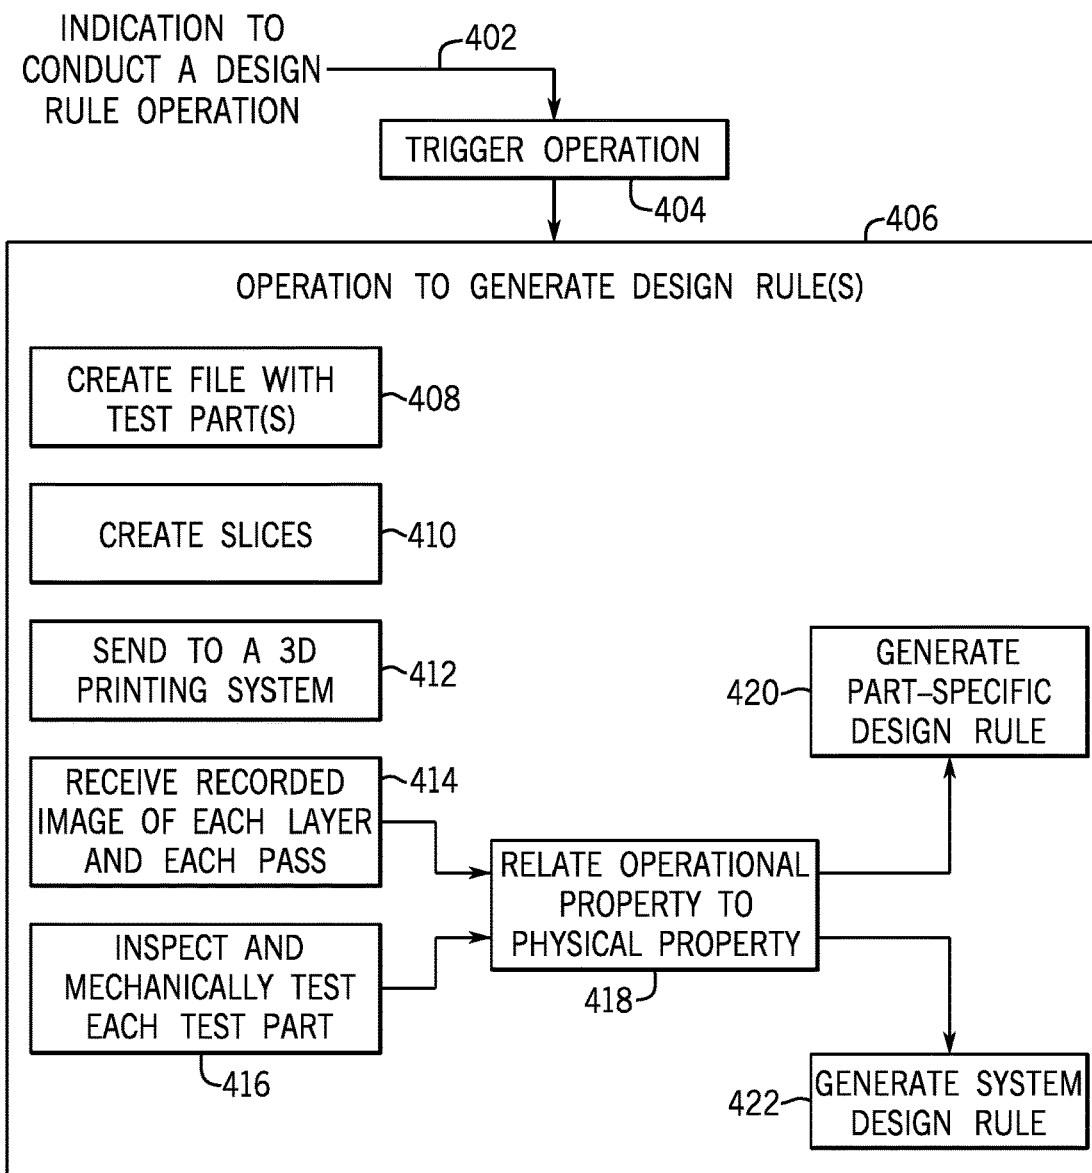 INDICATION TO
CONDUCT A DESIGN
RULE OPERATION
402
TRIGGER OPERATION
404
406
OPERATION TO GENERATE DESIGN RULE(S)
CREATE FILE WITH
TEST PART(S)
408
CREATE SLICES
410
SEND TO A 3D
PRINTING SYSTEM
412
RECEIVE RECORDED
IMAGE OF EACH LAYER
AND EACH PASS
414
INSPECT AND
MECHANICALLY TEST
EACH TEST PART
416
RELATE OPERATIONAL
PROPERTY TO
PHYSICAL PROPERTY
418
420
GENERATE
PART–SPECIFIC
DESIGN RULE
422
GENERATE SYSTEM
DESIGN RULE